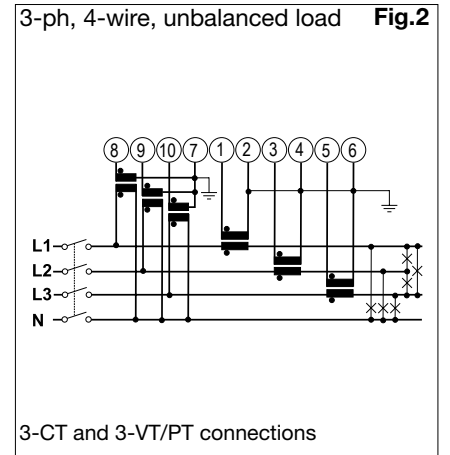 3-ph, 4-wire, unbalanced load Fig.2
8 9 10 7 1 2 3 4 5 6
L1
L2
L3
N
3-CT and 3-VT/PT connections